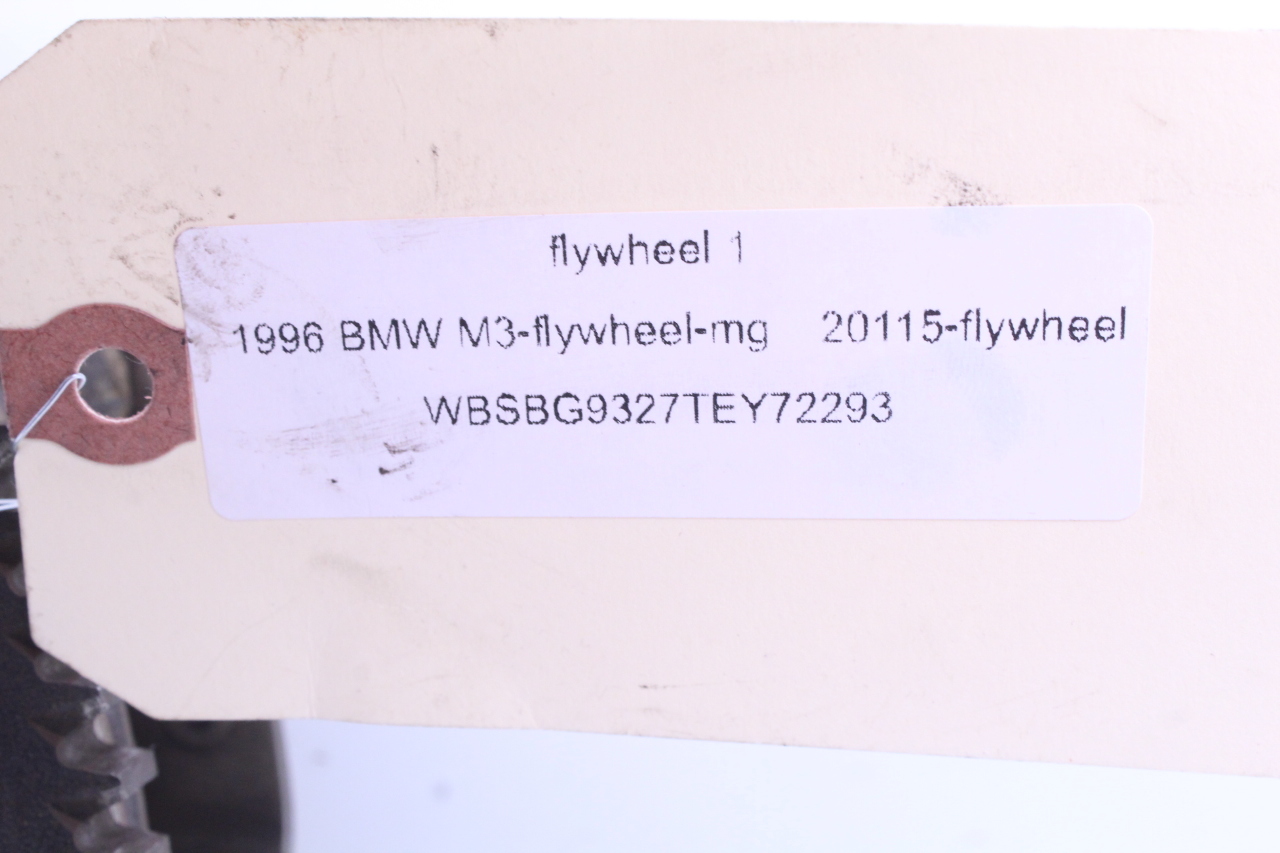 flywheel 1
1996 BMW M3-flywheel-mg 20115-flywheel
WBSBG9327TEY72293